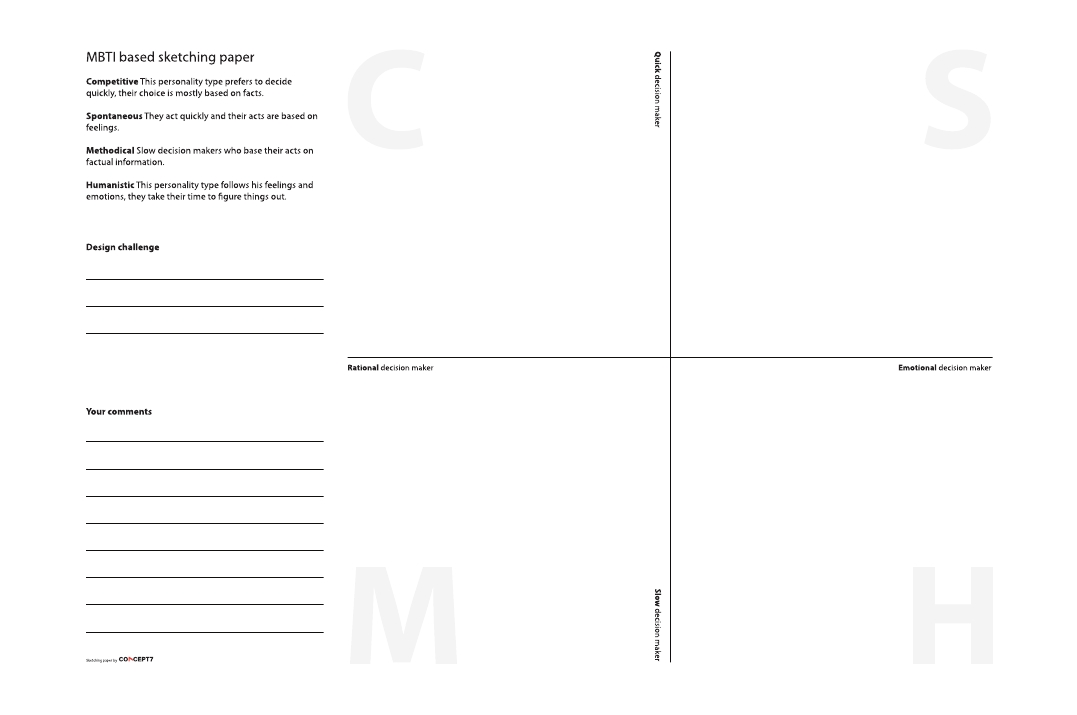 MBTI based sketching paper
Competitive This personality type prefers to decide
quickly, their choice is mostly based on facts.
Spontaneous They act quickly and their acts are based on
feelings.
Methodical Slow decision makers who base their acts on
factual information.
Humanistic This personality type follows his feelings and
emotions, they take their time to figure things out.
Design challenge
Your comments
Sketching paper by CONCEPT7
C
Quick decision maker
S
Rational decision maker
Emotional decision maker
M
Slow decision maker
H